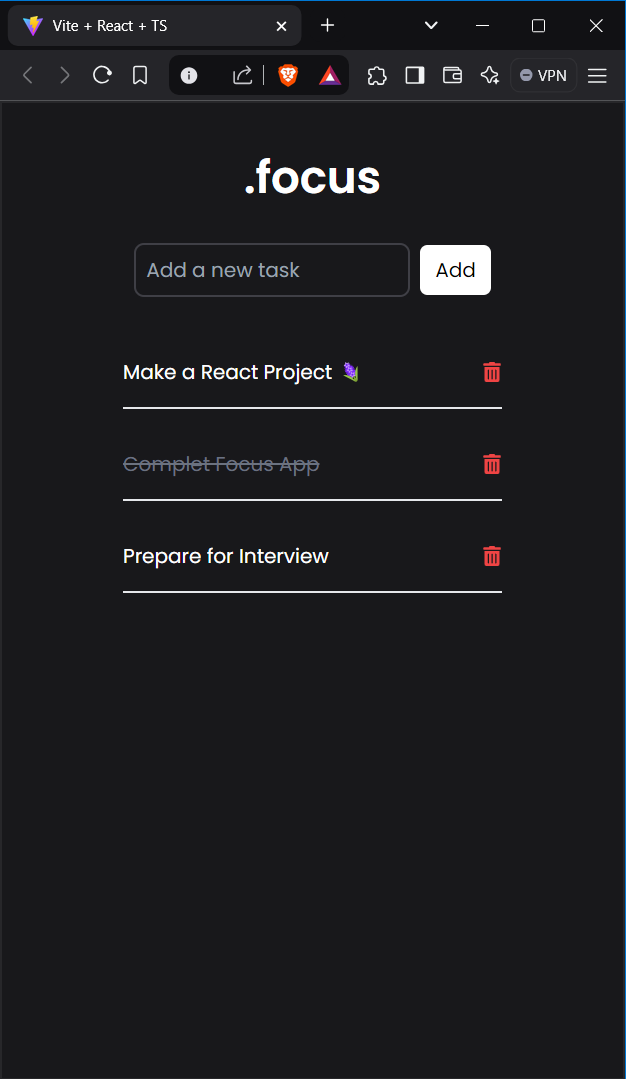 Vite + React + TS
VPN
.focus
Add a new task
Add
Make a React Project 🪻
Complet Focus App
Prepare for Interview